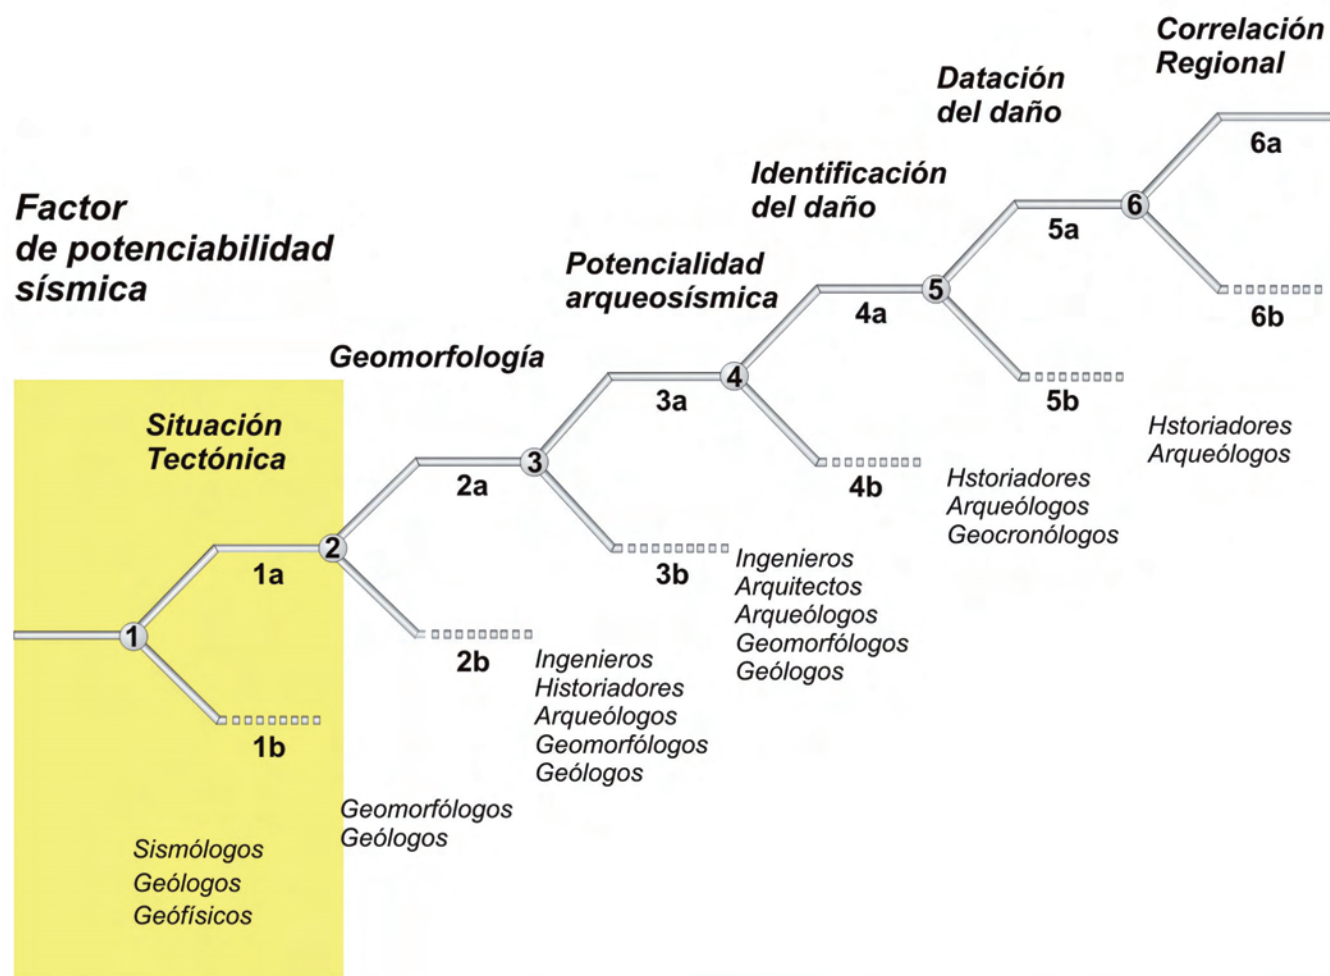 Factor
de potenciabilidad
sísmica
Situación
Tectónica
1
1a
1b
Sismólogos
Geólogos
Geófísicos
Geomorfología
2
2a
2b
Geomorfólogos
Geólogos
Potencialidad
arqueosísmica
3
3a
3b
Ingenieros
Historiadores
Arqueólogos
Geomorfólogos
Geólogos
Identificación
del daño
4
4a
4b
Ingenieros
Arquitectos
Arqueólogos
Geomorfólogos
Geólogos
Datación
del daño
5
5a
5b
Hstoriadores
Arqueólogos
Geocronólogos
Correlación
Regional
6
6a
6b
Hstoriadores
Arqueólogos